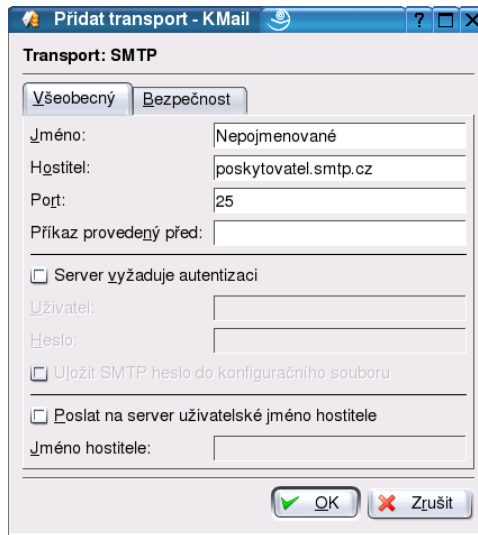 Přidat transport - KMail
Transport: SMTP
Všeobecný Bezpečnost
Jméno: Nepojmenované
Hostitel: poskytovatel.smtp.cz
Port: 25
Příkaz provedený před:
Server vyžaduje autentizaci
Uživatel:
Heslo:
Uložit SMTP heslo do konfiguračního souboru
Poslat na server uživatelské jméno hostitele
Jméno hostitele:
OK Zrušit